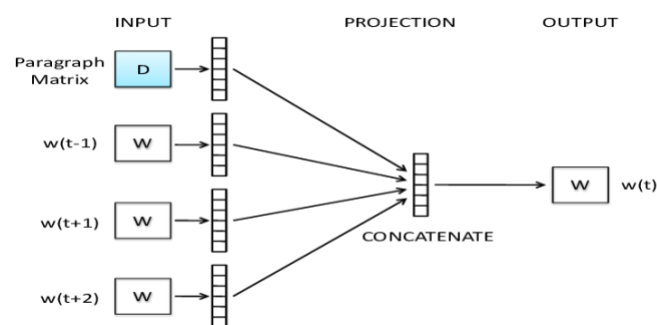 INPUT PROJECTION OUTPUT
Paragraph
Matrix
D
w(t-1) W
W w(t)
w(t+1) W
CONCATENATE
w(t+2) W